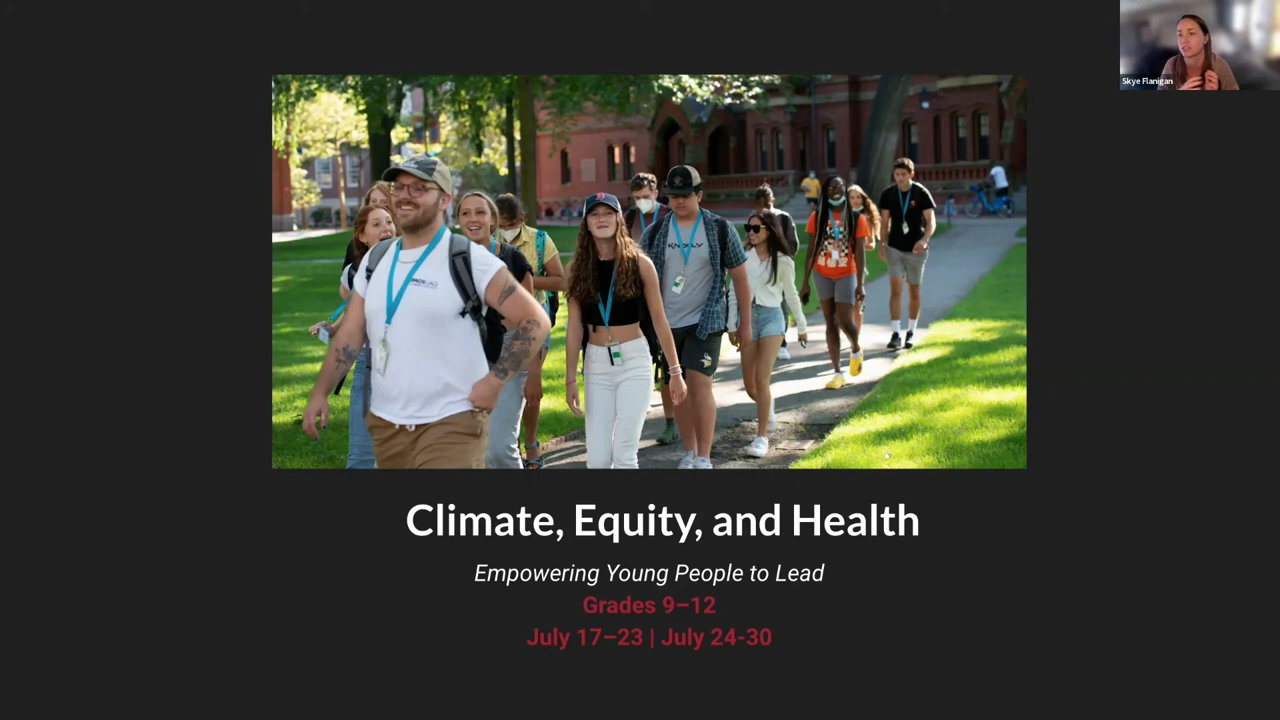 Skye Flanigan
Climate, Equity, and Health
Empowering Young People to Lead
Grades 9–12
July 17–23 | July 24-30